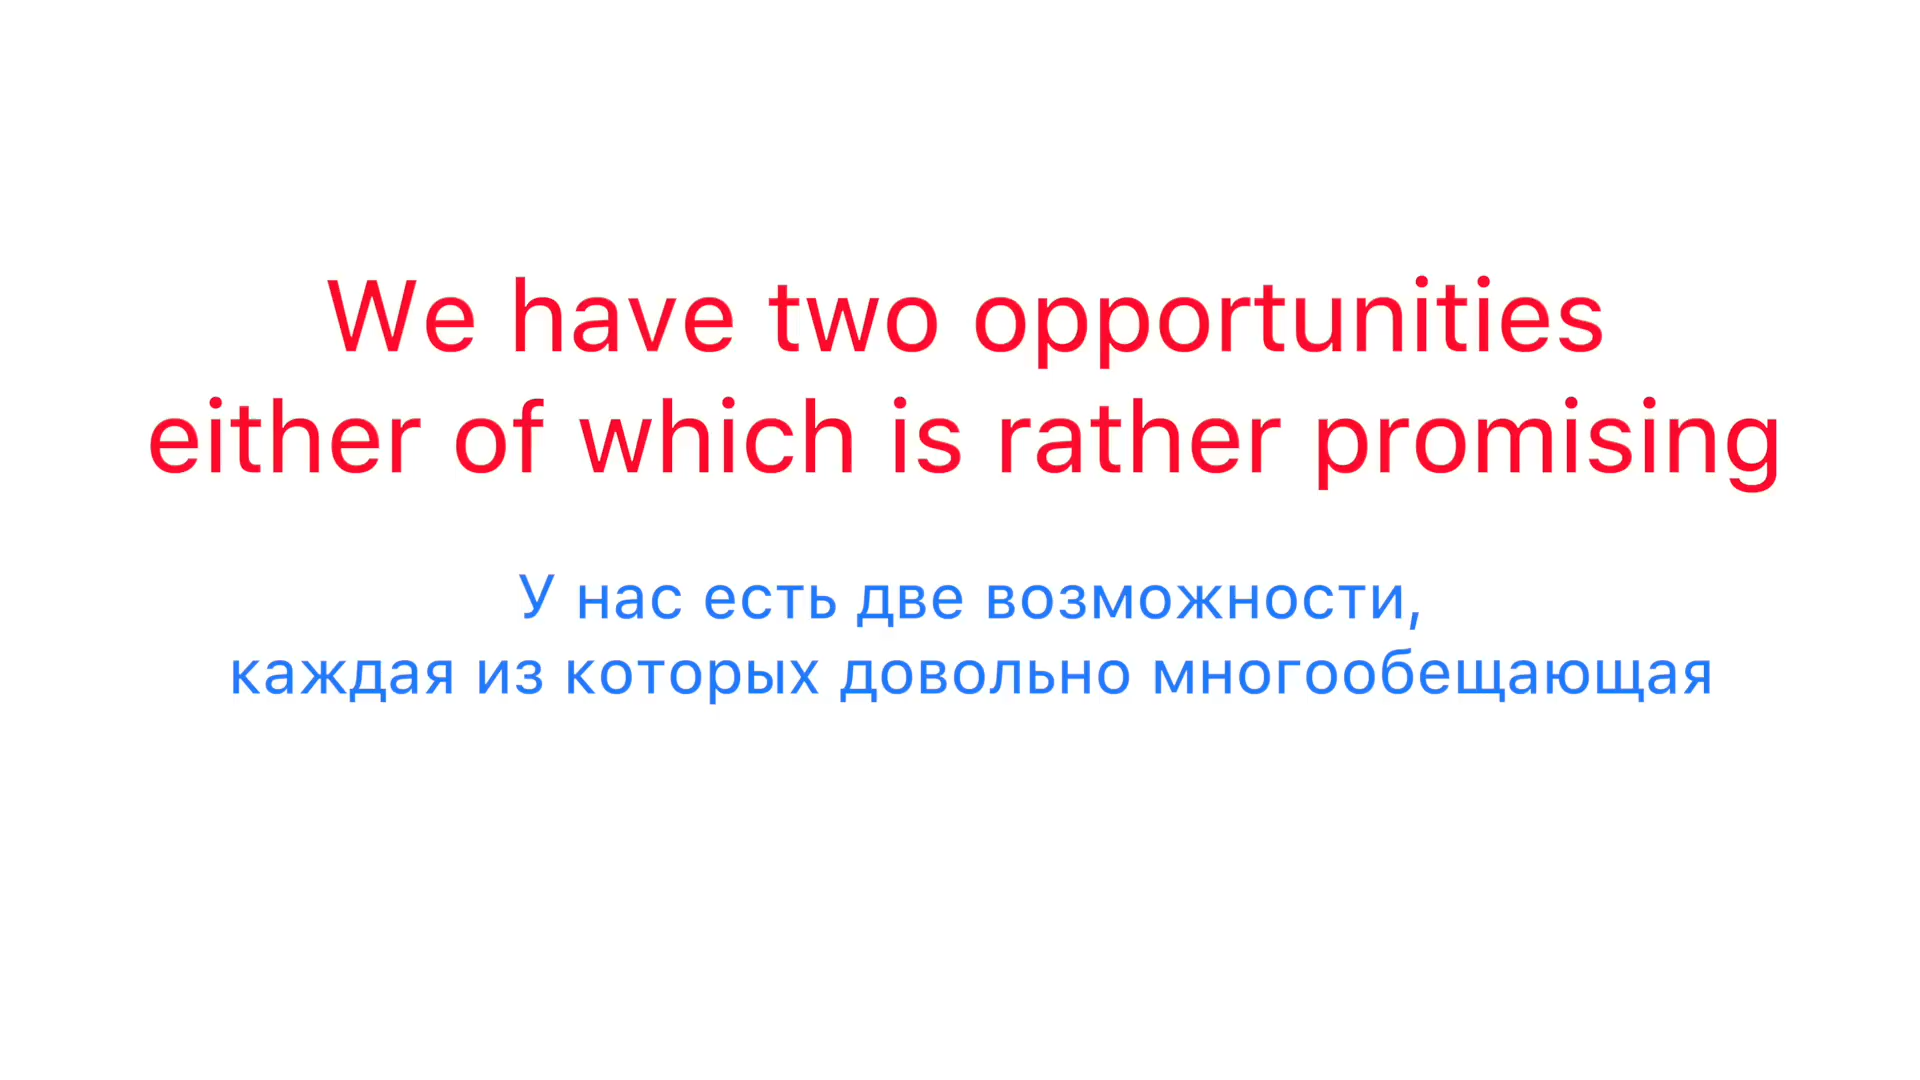 We have two opportunities
either of which is rather promising
У нас есть две возможности,
каждая из которых довольно многообещающая